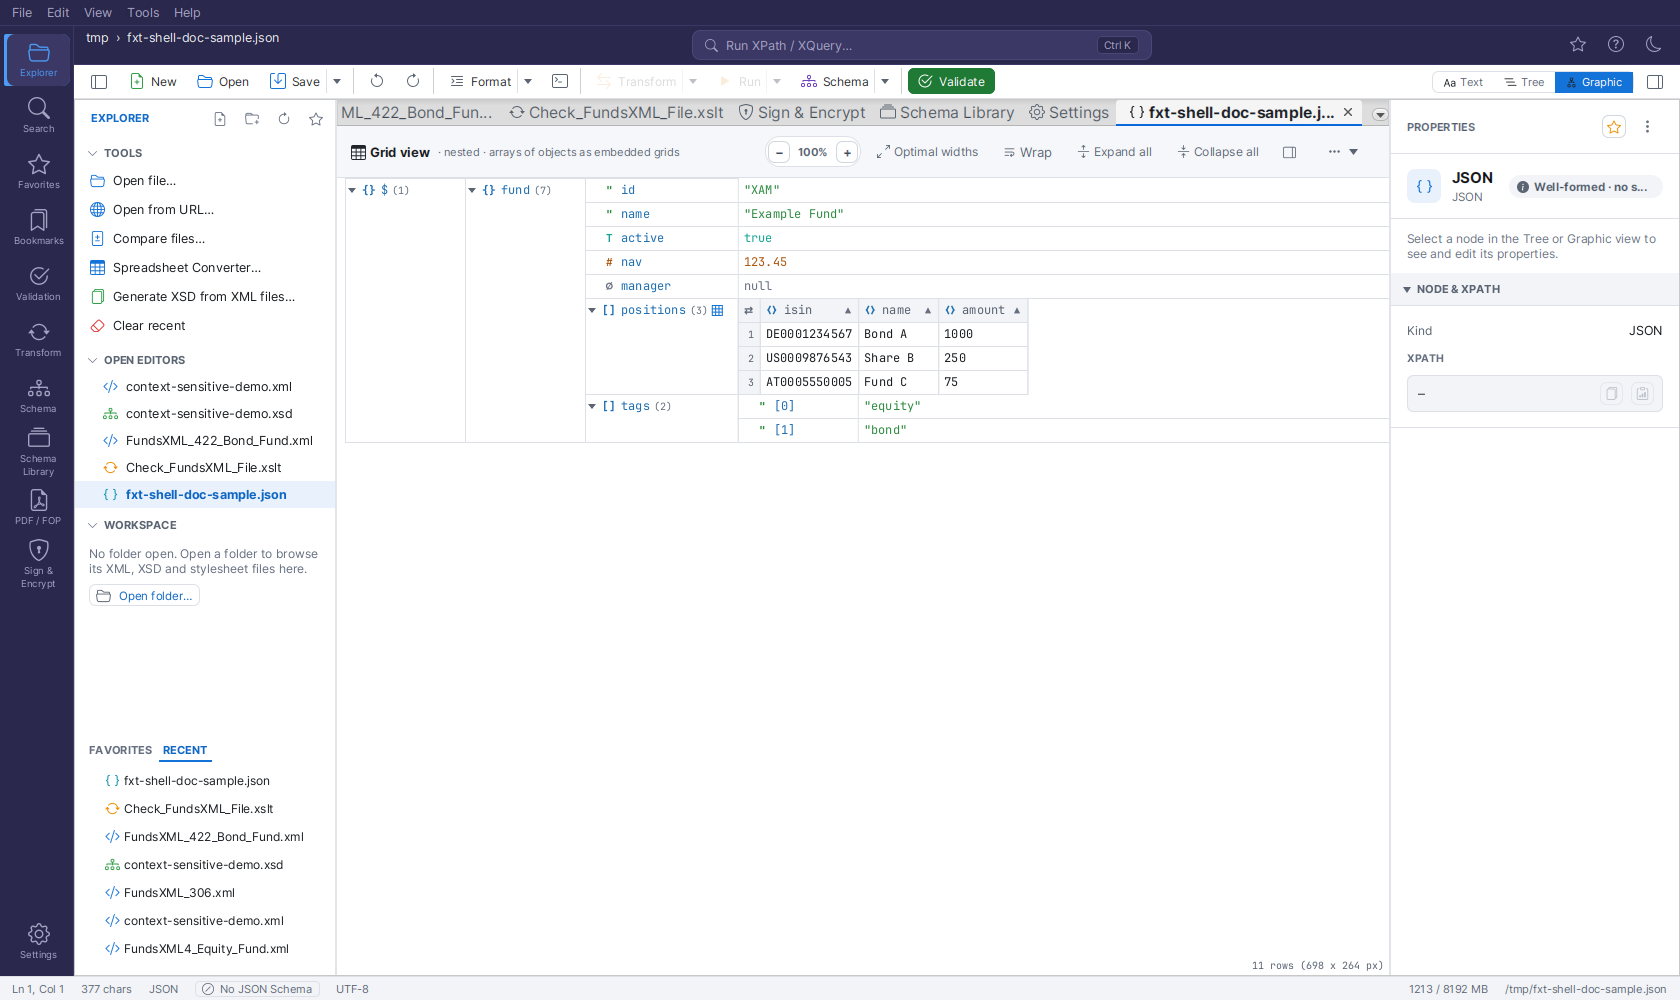 File Edit View Tools Help
tmp › fxt-shell-doc-sample.json
Run XPath / XQuery... Ctrl K
New Open Save Format Transform Run Schema Validate Aa Text Tree Graphic
Explorer
Search
Favorites
Bookmarks
Validation
Transform
Schema
Schema
Library
PDF / FOP
Sign &
Encrypt
Settings
EXPLORER
TOOLS
Open file...
Open from URL...
Compare files...
Spreadsheet Converter...
Generate XSD from XML files...
Clear recent
OPEN EDITORS
context-sensitive-demo.xml
context-sensitive-demo.xsd
FundsXML_422_Bond_Fund.xml
Check_FundsXML_File.xslt
{ } fxt-shell-doc-sample.json
WORKSPACE
No folder open. Open a folder to browse
its XML, XSD and stylesheet files here.
Open folder...
FAVORITES RECENT
{ } fxt-shell-doc-sample.json
Check_FundsXML_File.xslt
FundsXML_422_Bond_Fund.xml
context-sensitive-demo.xsd
FundsXML_306.xml
context-sensitive-demo.xml
FundsXML4_Equity_Fund.xml
ML_422_Bond_Fun... Check_FundsXML_File.xslt Sign & Encrypt Schema Library Settings { } fxt-shell-doc-sample.j... ×
Grid view · nested · arrays of objects as embedded grids − 100% + Optimal widths Wrap Expand all Collapse all ...
{} $ (1) {} fund (7) " id "XAM"
" name "Example Fund"
T active true
# nav 123.45
Ø manager null
[] positions (3) ⇄ isin ▲ name ▲ amount ▲
1 DE0001234567 Bond A 1000
2 US0009876543 Share B 250
3 AT0005550005 Fund C 75
[] tags (2) " [0] "equity"
" [1] "bond"
11 rows (698 x 264 px)
PROPERTIES
{ } JSON
JSON
Well-formed · no s...
Select a node in the Tree or Graphic view to
see and edit its properties.
NODE & XPATH
Kind JSON
XPATH
–
Ln 1, Col 1 377 chars JSON No JSON Schema UTF-8 1213 / 8192 MB /tmp/fxt-shell-doc-sample.json